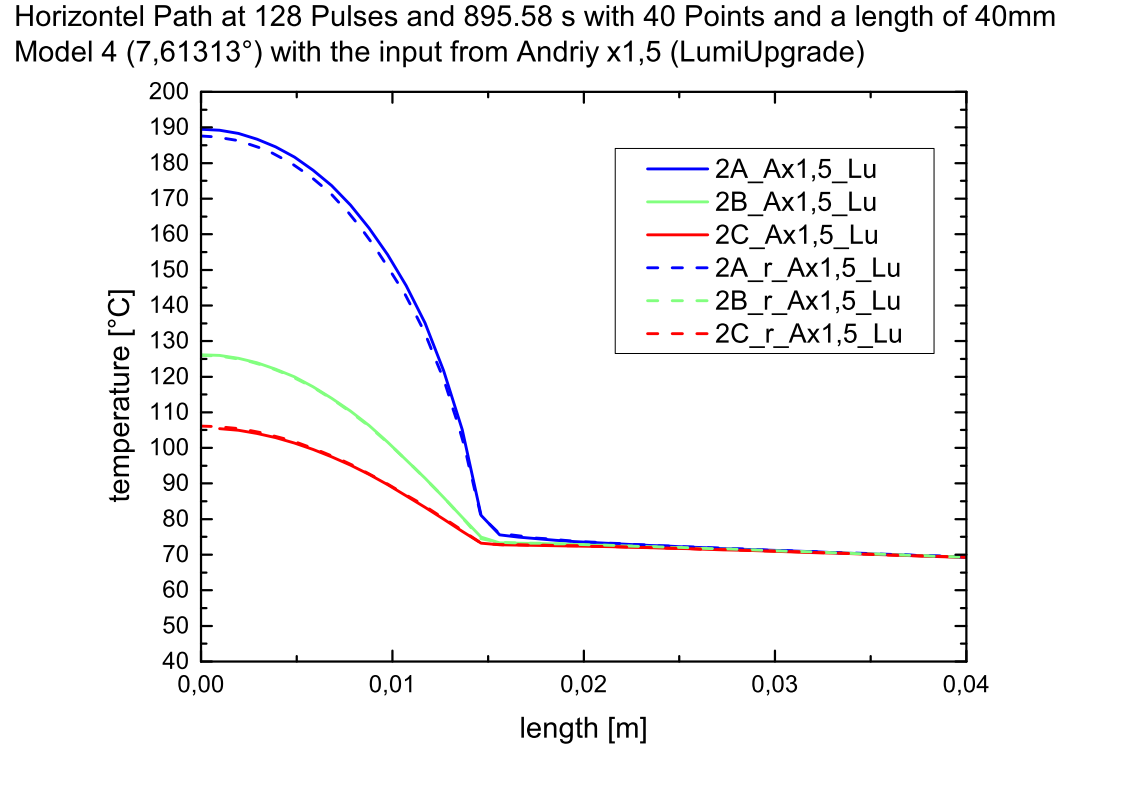 Horizontel Path at 128 Pulses and 895.58 s with 40 Points and a length of 40mm
Model 4 (7,61313°) with the input from Andriy x1,5 (LumiUpgrade)
200
190
180
170
160
150
140
130
120
110
100
90
80
70
60
50
40
temperature [°C]
2A_Ax1,5_Lu
2B_Ax1,5_Lu
2C_Ax1,5_Lu
2A_r_Ax1,5_Lu
2B_r_Ax1,5_Lu
2C_r_Ax1,5_Lu
0,00 0,01 0,02 0,03 0,04
length [m]